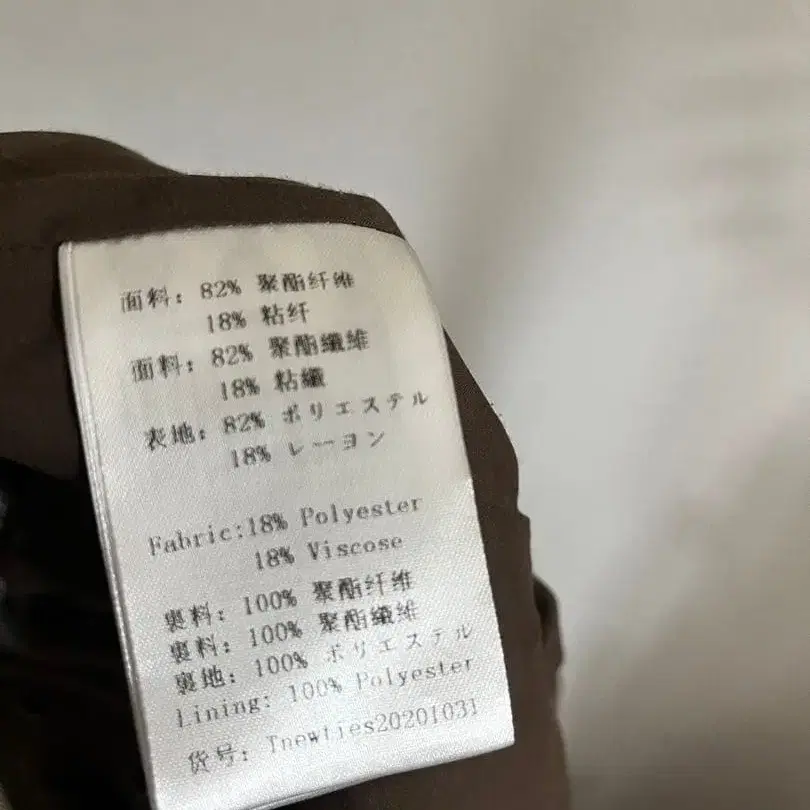 面料: 82% 聚酯纤维
18% 粘纤
面料: 82% 聚酯纖維
18% 粘纖
表地: 82% ポリエステル
18% レーヨン
Fabric:18% Polyester
18% Viscose
裏料: 100% 聚酯纤维
裏料: 100% 聚酯纖維
裏地: 100% ポリエステル
Lining: 100% Polyester
货号: Tnewties20201031